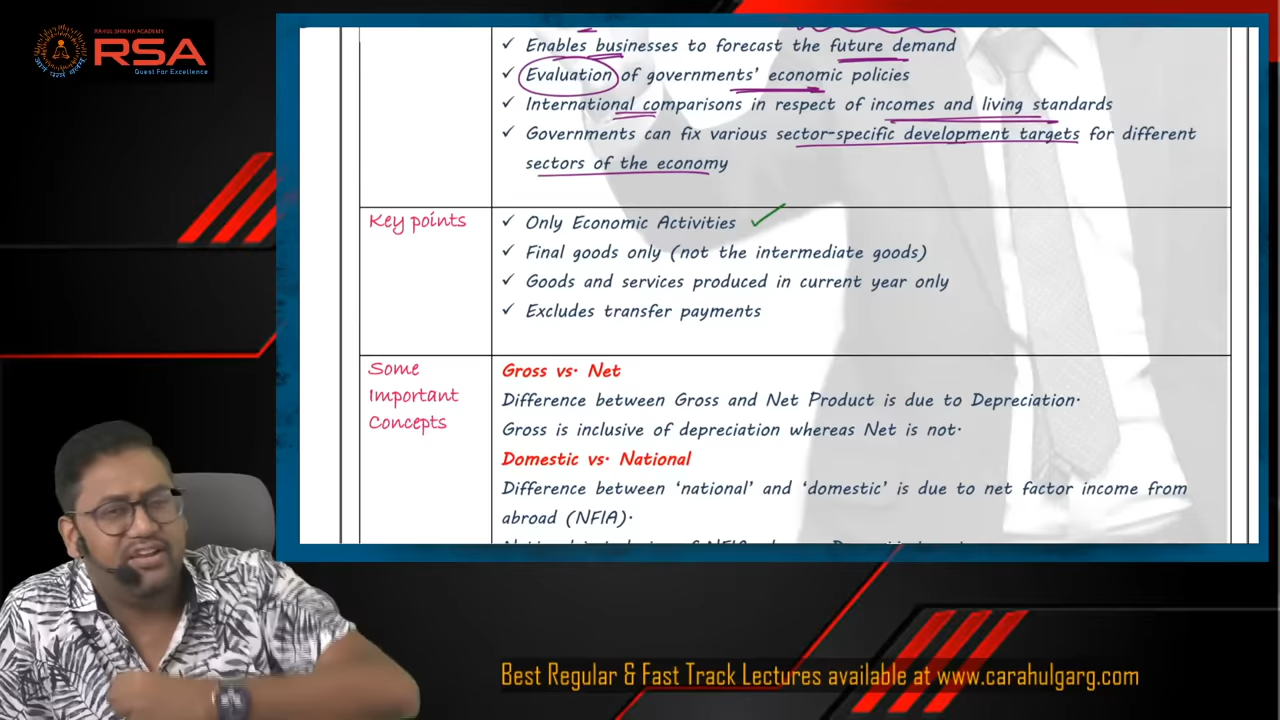 RAHUL SHIKHA ACADEMY
RSA
Quest For Excellence
✓ Enables businesses to forecast the future demand
✓ Evaluation of governments' economic policies
✓ International comparisons in respect of incomes and living standards
✓ Governments can fix various sector-specific development targets for different
sectors of the economy
Key points
✓ Only Economic Activities
✓ Final goods only (not the intermediate goods)
✓ Goods and services produced in current year only
✓ Excludes transfer payments
Some
Important
Concepts
Gross vs. Net
Difference between Gross and Net Product is due to Depreciation.
Gross is inclusive of depreciation whereas Net is not.
Domestic vs. National
Difference between 'national' and 'domestic' is due to net factor income from
abroad (NFIA).
Best Regular & Fast Track Lectures available at www.carahulgarg.com